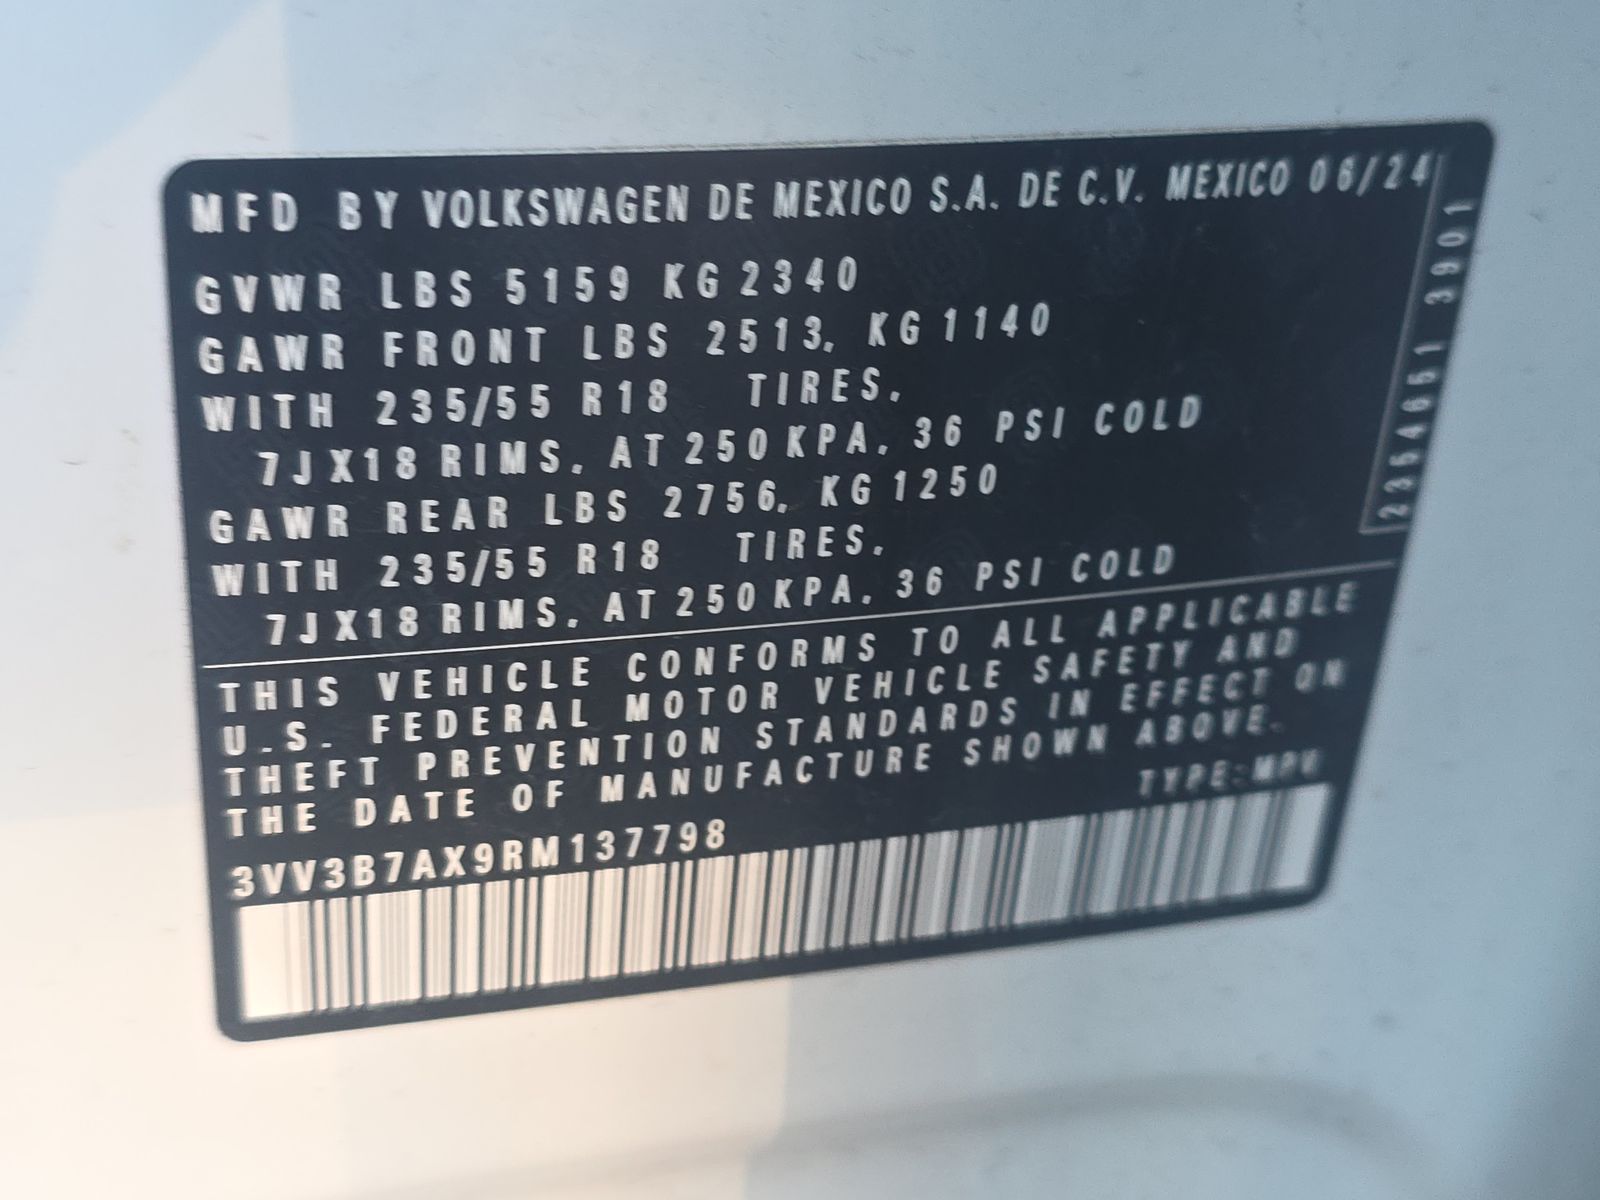 MFD BY VOLKSWAGEN DE MEXICO S.A. DE C.V. MEXICO 06/24
GVWR LBS 5159 KG 2340
GAWR FRONT LBS 2513, KG 1140
WITH 235/55 R18 TIRES,
7JX18 RIMS, AT 250 KPA, 36 PSI COLD
GAWR REAR LBS 2756, KG 1250
WITH 235/55 R18 TIRES,
7JX18 RIMS, AT 250 KPA, 36 PSI COLD
THIS VEHICLE CONFORMS TO ALL APPLICABLE
U.S. FEDERAL MOTOR VEHICLE SAFETY AND
THEFT PREVENTION STANDARDS IN EFFECT ON
THE DATE OF MANUFACTURE SHOWN ABOVE.
TYPE: MPV
3VV3B7AX9RM137798
2354651 3901